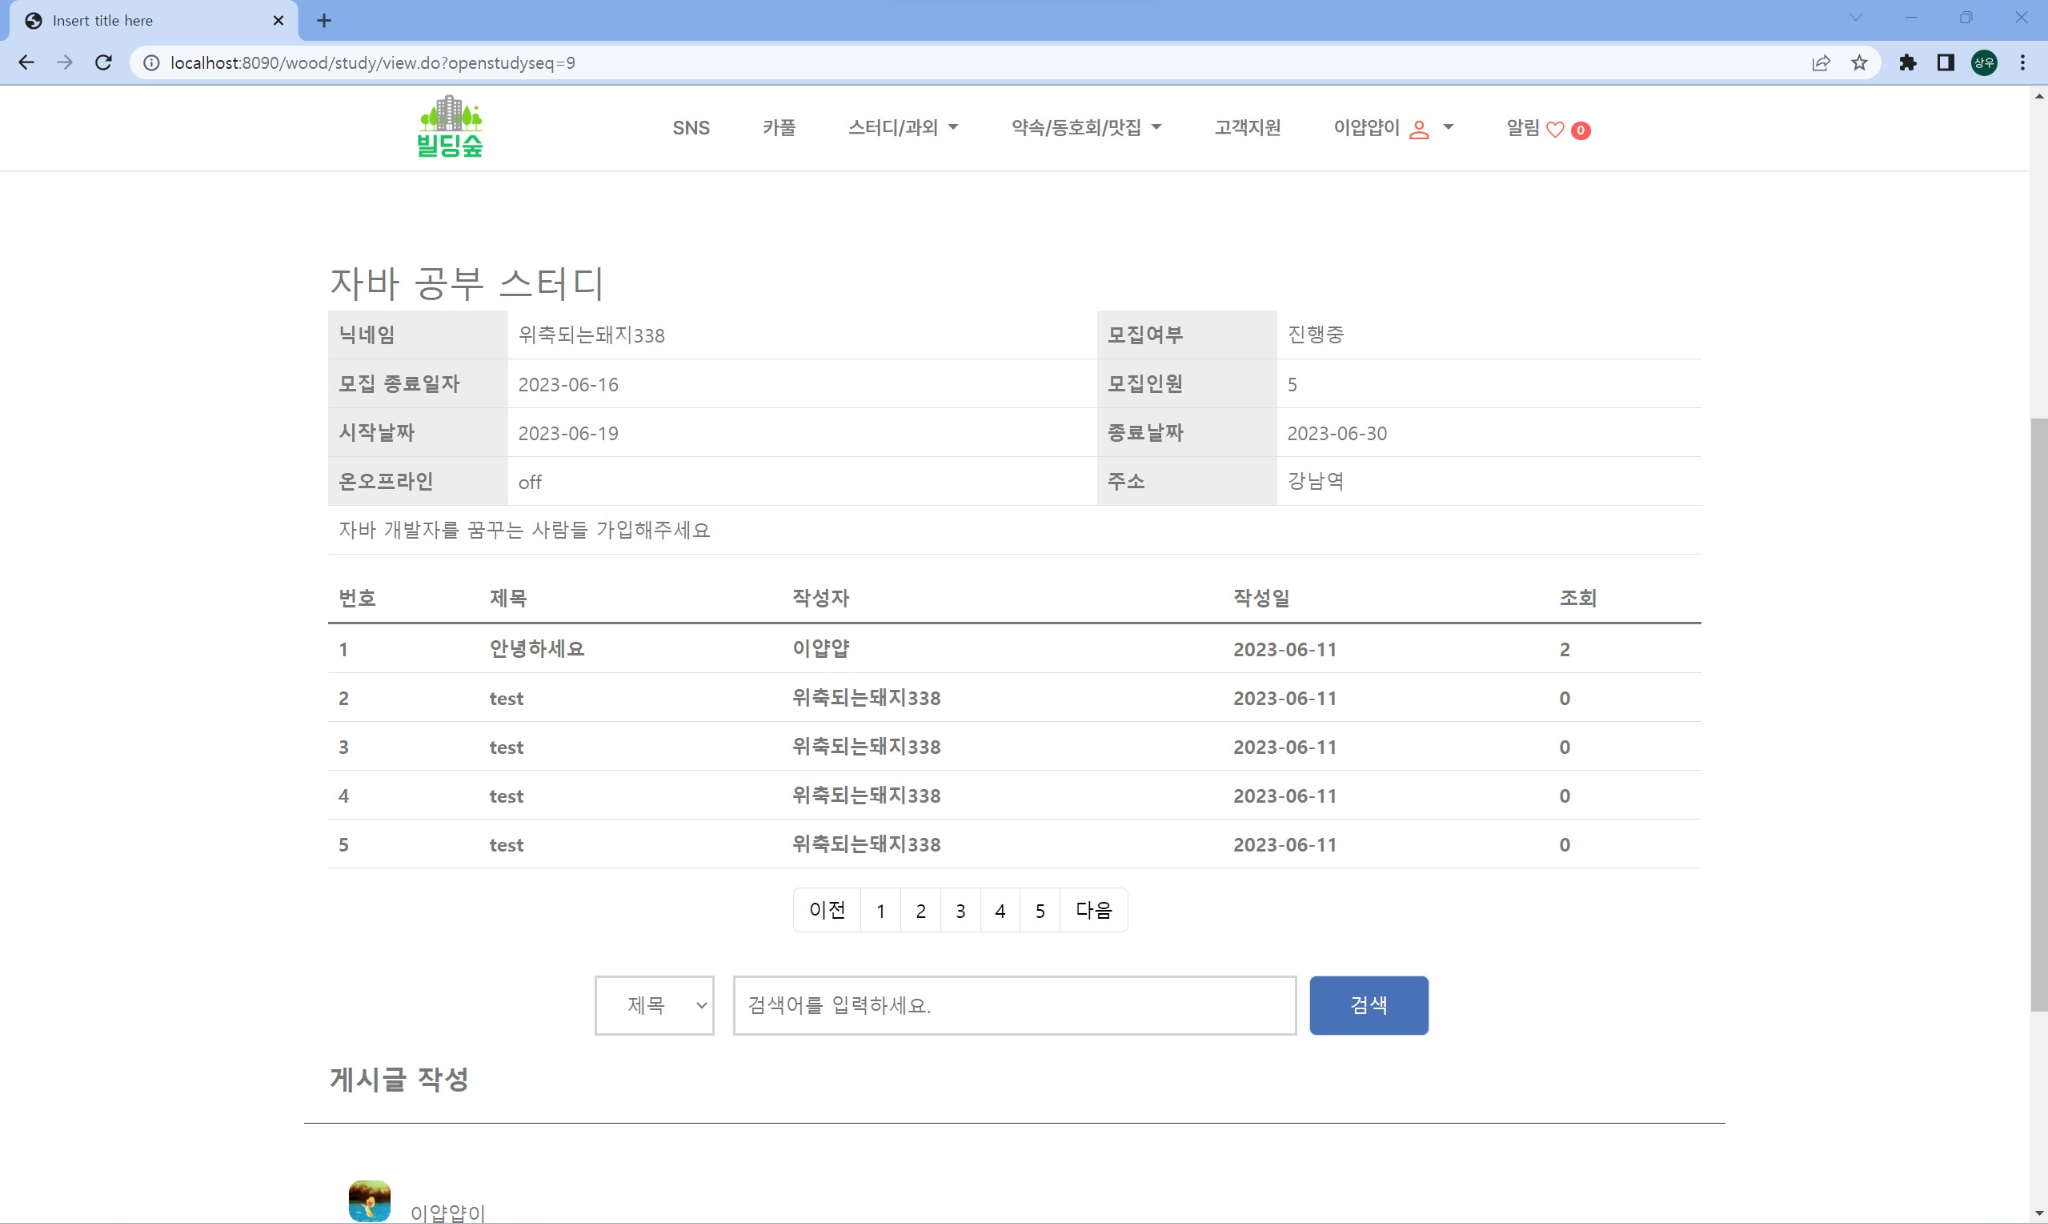 Insert title here
localhost:8090/wood/study/view.do?openstudyseq=9
상우
빌딩숲
SNS 카풀 스터디/과외 약속/동호회/맛집 고객지원 이얍얍이 알림 0
자바 공부 스터디
닉네임 위축되는돼지338 모집여부 진행중
모집 종료일자 2023-06-16 모집인원 5
시작날짜 2023-06-19 종료날짜 2023-06-30
온오프라인 off 주소 강남역
자바 개발자를 꿈꾸는 사람들 가입해주세요
번호 제목 작성자 작성일 조회
1 안녕하세요 이얍얍 2023-06-11 2
2 test 위축되는돼지338 2023-06-11 0
3 test 위축되는돼지338 2023-06-11 0
4 test 위축되는돼지338 2023-06-11 0
5 test 위축되는돼지338 2023-06-11 0
이전 1 2 3 4 5 다음
제목 검색어를 입력하세요. 검색
게시글 작성
이얍얍이